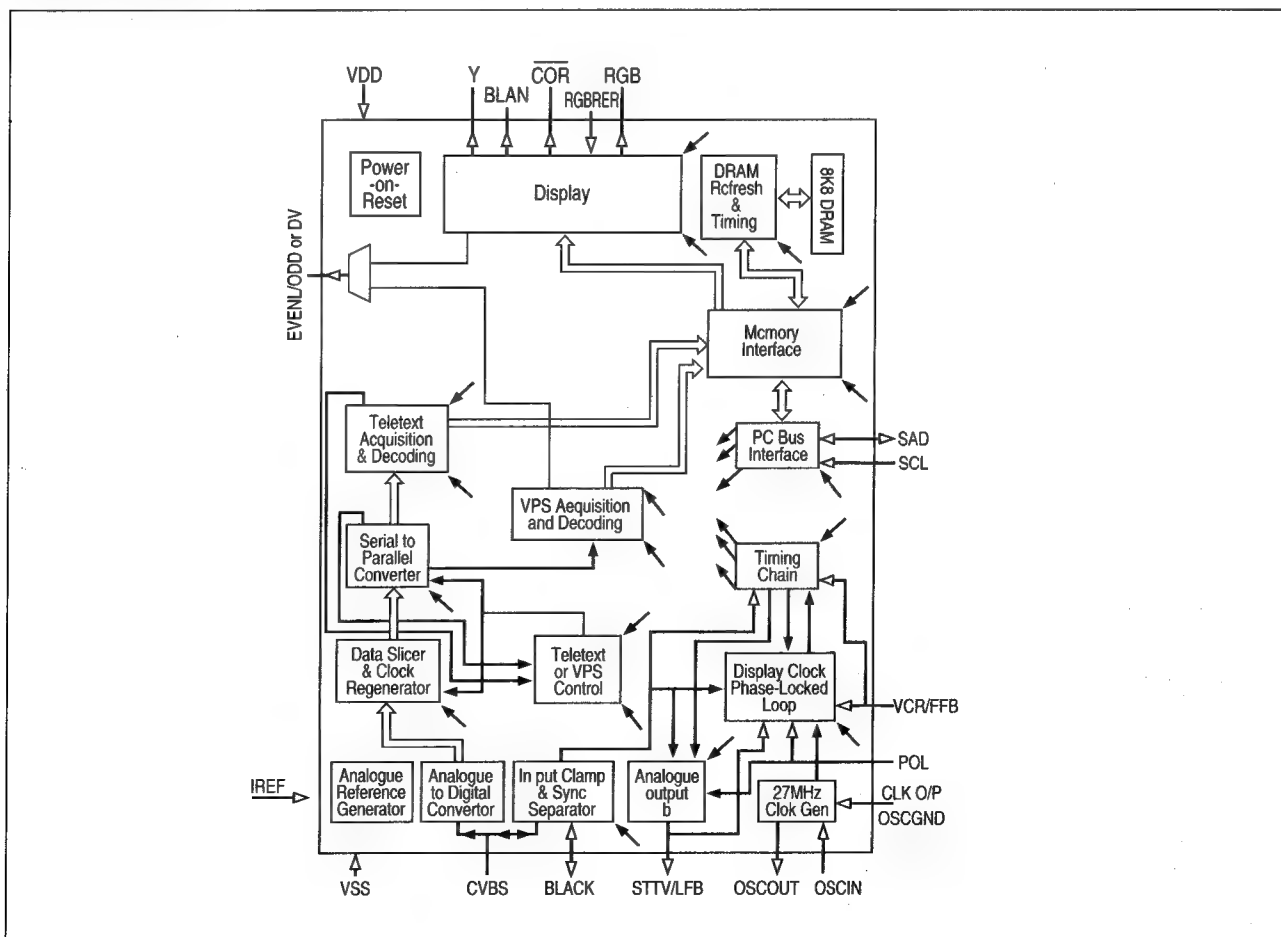 VDD
Y
BLAN
COR
RGBRER
RGB
Power
-on-
Reset
Display
DRAM
Rcfresh
&
Timing
8K8 DRAM
EVENL/ODD or DV
Mcmory
Interface
Teletext
Acquisition
& Decoding
PC Bus
Interface
SAD
SCL
VPS Aequisition
and Decoding
Serial to
Parallel
Converter
Timing
Chain
Data Slicer
& Clock
Regenerator
Teletext
or VPS
Control
Display Clock
Phase-Locked
Loop
VCR/FFB
POL
IREF
Analogue
Reference
Generator
Analogue
to Digital
Convertor
In put Clamp
& Sync
Separator
Analogue
output
b
27MHz
Clok Gen
CLK O/P
OSCGND
VSS
CVBS
BLACK
STTV/LFB
OSCOUT
OSCIN